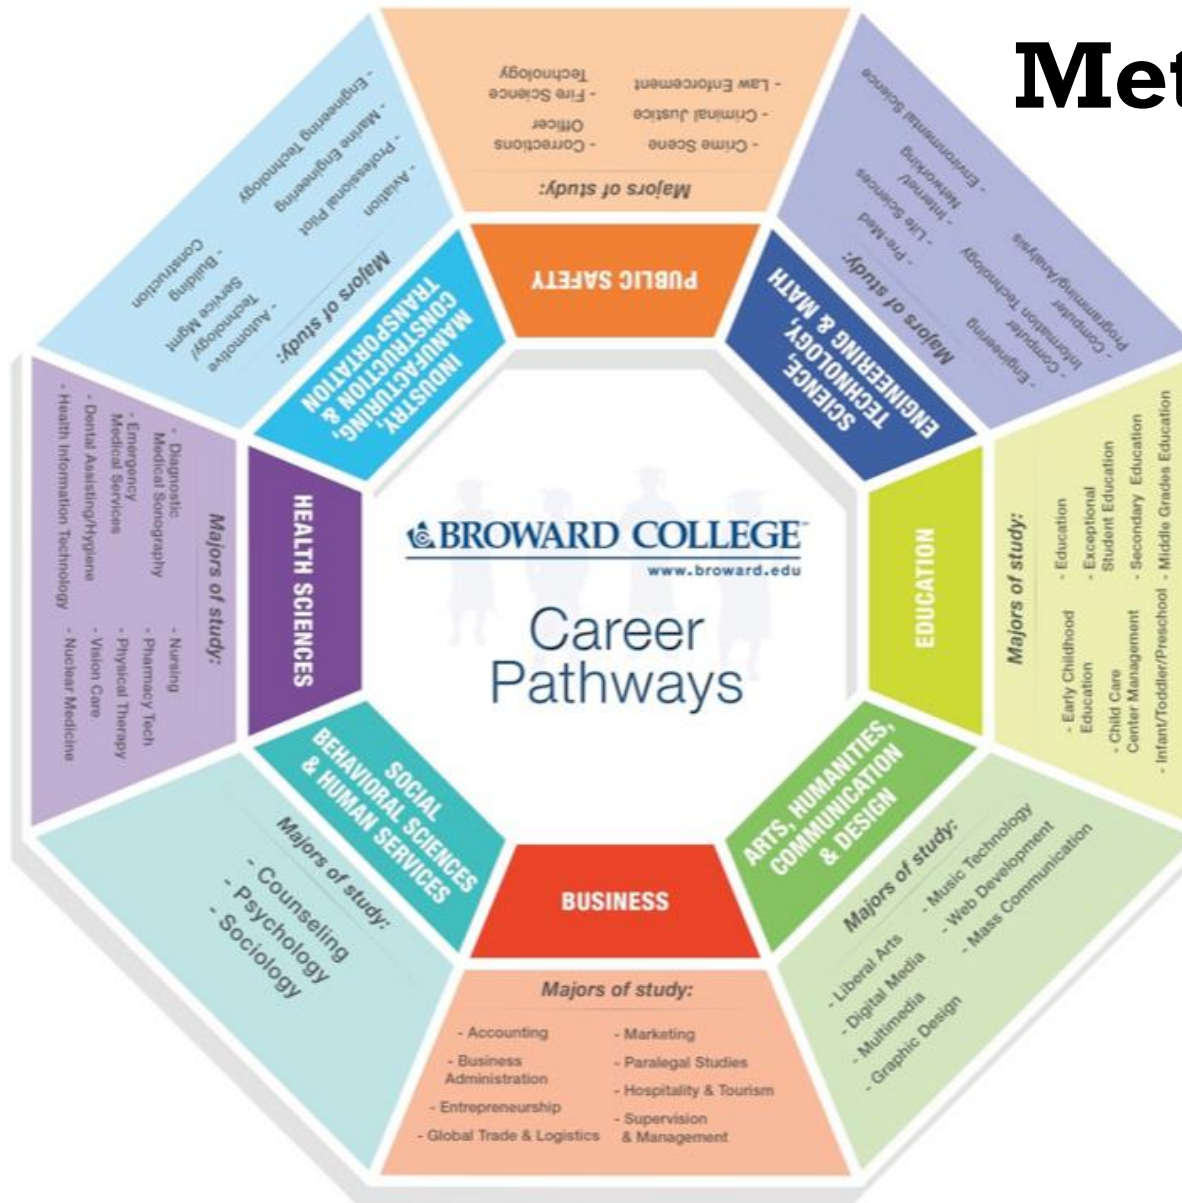 Met
BROWARD COLLEGE
www.broward.edu
Career
Pathways
PUBLIC SAFETY
Majors of study:
- Crime Scene
- Criminal Justice
- Law Enforcement
- Corrections
Officer
- Fire Science
Technology
SCIENCE,
TECHNOLOGY,
ENGINEERING & MATH
Majors of study:
- Engineering
- Computer
Information Technology
- Computer
Programming/Analysis
- Pre-Med
- Life Sciences
- Internet/
Networking
- Environmental Science
EDUCATION
Majors of study:
- Early Childhood
Education
- Child Care
Center Management
- Infant/Toddler/Preschool
- Education
- Exceptional
Student Education
- Secondary Education
- Middle Grades Education
ARTS, HUMANITIES,
COMMUNICATION
& DESIGN
Majors of study:
- Liberal Arts
- Digital Media
- Multimedia
- Graphic Design
- Music Technology
- Web Development
- Mass Communication
BUSINESS
Majors of study:
- Accounting
- Business
Administration
- Entrepreneurship
- Global Trade & Logistics
- Marketing
- Paralegal Studies
- Hospitality & Tourism
- Supervision
& Management
SOCIAL
BEHAVIORAL SCIENCES
& HUMAN SERVICES
Majors of study:
- Counseling
- Psychology
- Sociology
HEALTH SCIENCES
Majors of study:
- Diagnostic
Medical Sonography
- Emergency
Medical Services
- Dental Assisting/Hygiene
- Health Information Technology
- Nursing
- Pharmacy Tech
- Physical Therapy
- Vision Care
- Nuclear Medicine
INDUSTRY,
MANUFACTURING,
CONSTRUCTION &
TRANSPORTATION
Majors of study:
- Aviation
- Professional Pilot
- Marine Engineering
- Engineering Technology
- Automotive
Technology/
Service Mgmt
- Building
Construction